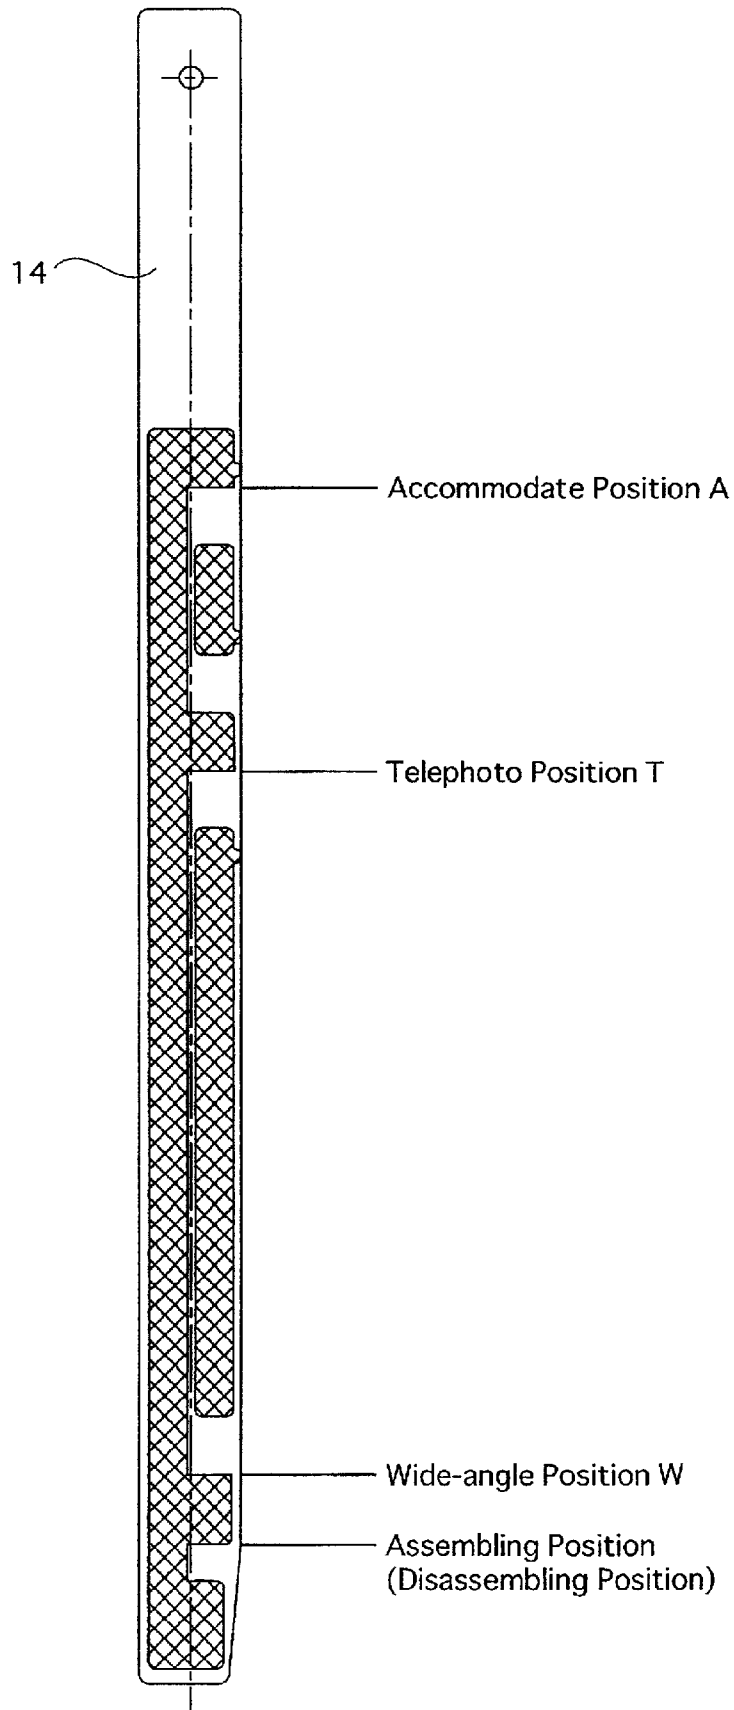 14
Accommodate Position A
Telephoto Position T
Wide-angle Position W
Assembling Position
(Disassembling Position)